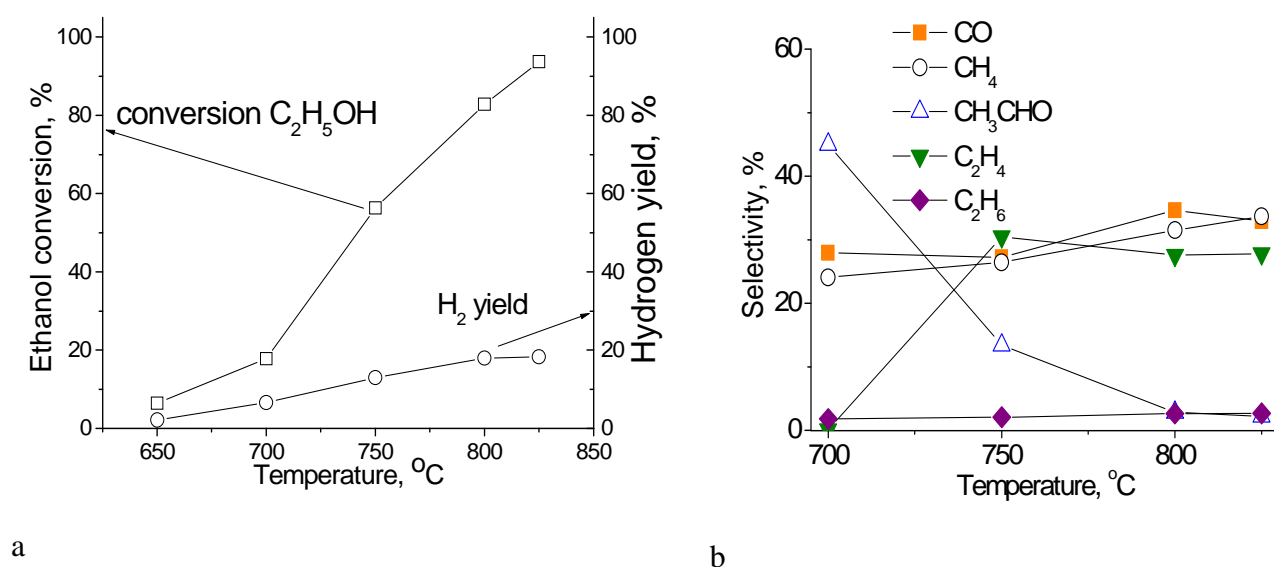 100
80
60
40
20
0
Ethanol conversion, %
conversion C₂H₅OH
H₂ yield
100
80
60
40
20
0
Hydrogen yield, %
650 700 750 800 850
Temperature, °C
a
CO
CH₄
CH₃CHO
C₂H₄
C₂H₆
60
40
20
0
Selectivity, %
700 750 800
Temperature, °C
b